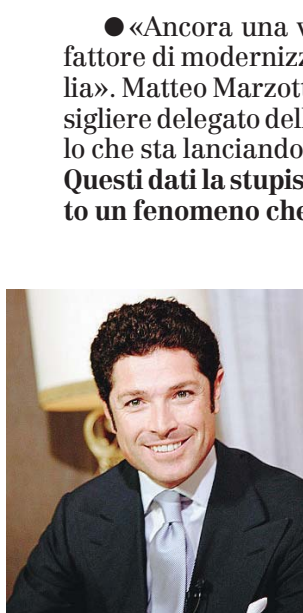 ● «Ancora una v
fattore di modernizz
lia». Matteo Marzott
sigliere delegato dell
lo che sta lanciando
Questi dati la stupis
to un fenomeno che